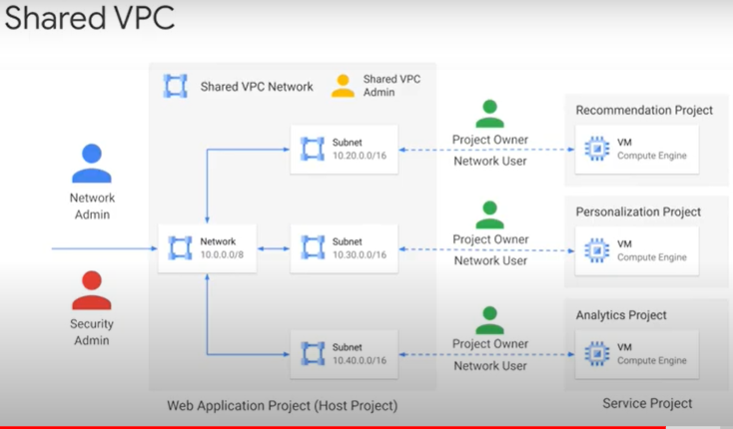 Shared VPC
Shared VPC Network
Shared VPC
Admin
Network
Admin
Security
Admin
Network
10.0.0.0/8
Subnet
10.20.0.0/16
Subnet
10.30.0.0/16
Subnet
10.40.0.0/16
Project Owner
Network User
Project Owner
Network User
Project Owner
Network User
Recommendation Project
VM
Compute Engine
Personalization Project
VM
Compute Engine
Analytics Project
VM
Compute Engine
Web Application Project (Host Project)
Service Project